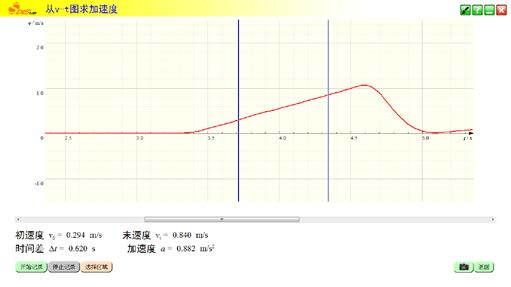 从v-t图求加速度
v / m/s
2.0
1.0
0
2.5 3.5 4.0 4.5 5.0 t / s
-1.0
初速度 v₀ = 0.294 m/s 末速度 vₜ = 0.840 m/s
时间差 Δt = 0.620 s 加速度 a = 0.882 m/s²
开始记录 停止记录 选择区域 返回